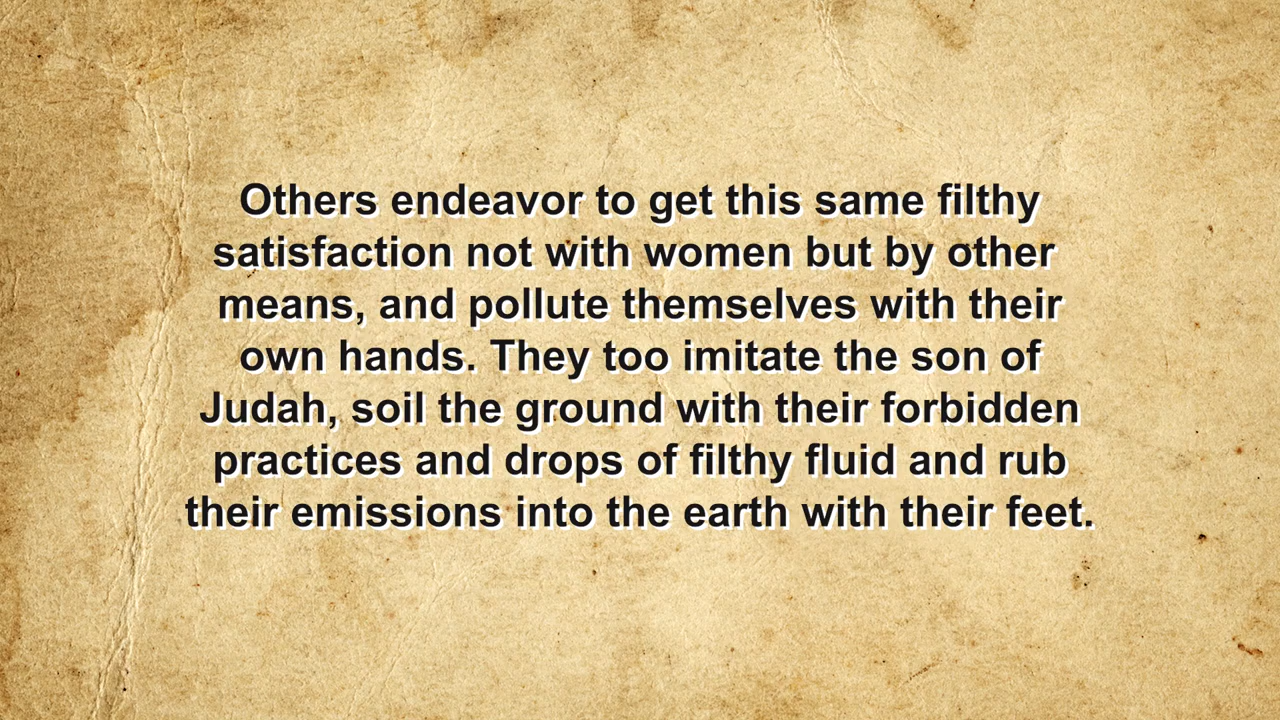 Others endeavor to get this same filthy
satisfaction not with women but by other
means, and pollute themselves with their
own hands. They too imitate the son of
Judah, soil the ground with their forbidden
practices and drops of filthy fluid and rub
their emissions into the earth with their feet.